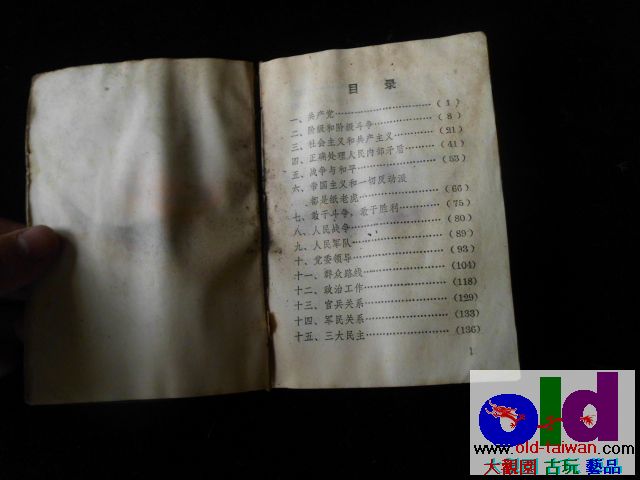 目 录
一、共产党 (1)
二、阶级和阶级斗争 (8)
三、社会主义和共产主义 (21)
四、正确处理人民内部矛盾 (41)
五、战争与和平 (53)
六、帝国主义和一切反动派
都是纸老虎 (66)
七、敢于斗争，敢于胜利 (75)
八、人民战争 (80)
九、人民军队 (89)
十、党委领导 (93)
十一、群众路线 (104)
十二、政治工作 (118)
十三、官兵关系 (129)
十四、军民关系 (133)
十五、三大民主 (136)
1
old
www.old-taiwan.com
大觀園 古玩 藝品